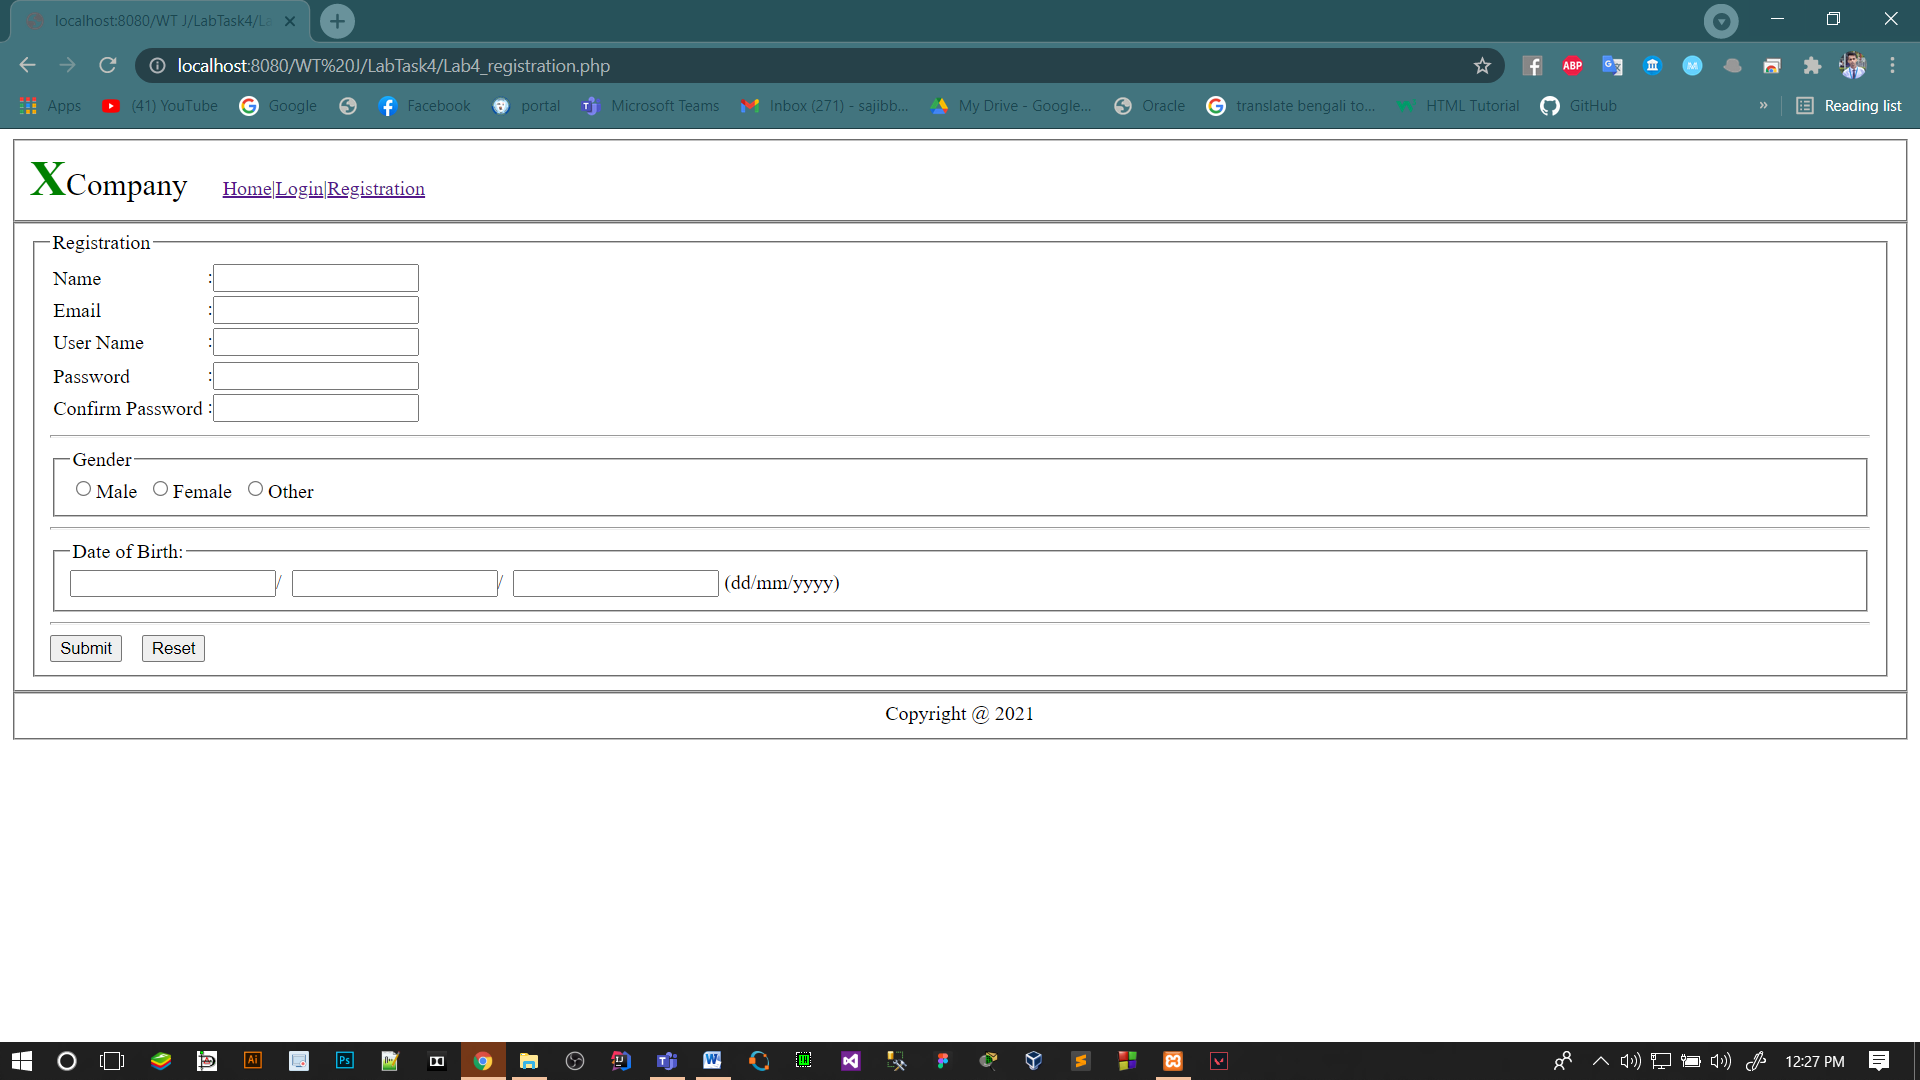 localhost:8080/WT J/LabTask4/La
localhost:8080/WT%20J/LabTask4/Lab4_registration.php
Apps (41) YouTube Google Facebook portal Microsoft Teams Inbox (271) - sajibb... My Drive - Google... Oracle translate bengali to... HTML Tutorial GitHub » Reading list
XCompany Home|Login|Registration
Registration
Name :
Email :
User Name :
Password :
Confirm Password :
Gender
Male Female Other
Date of Birth:
/ / (dd/mm/yyyy)
Submit Reset
Copyright @ 2021
12:27 PM